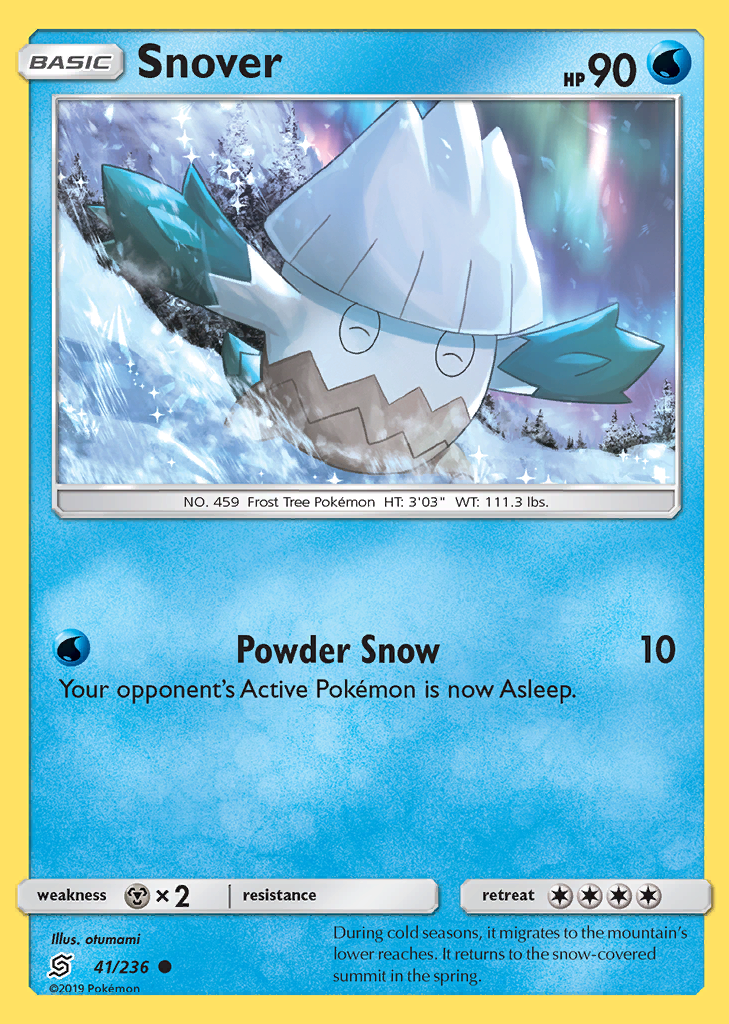 BASIC
Snover
HP 90
NO. 459 Frost Tree Pokémon HT: 3'03" WT: 111.3 lbs.
Powder Snow 10
Your opponent's Active Pokémon is now Asleep.
weakness × 2 resistance retreat
Illus. otumami
41/236
©2019 Pokémon
During cold seasons, it migrates to the mountain's
lower reaches. It returns to the snow-covered
summit in the spring.